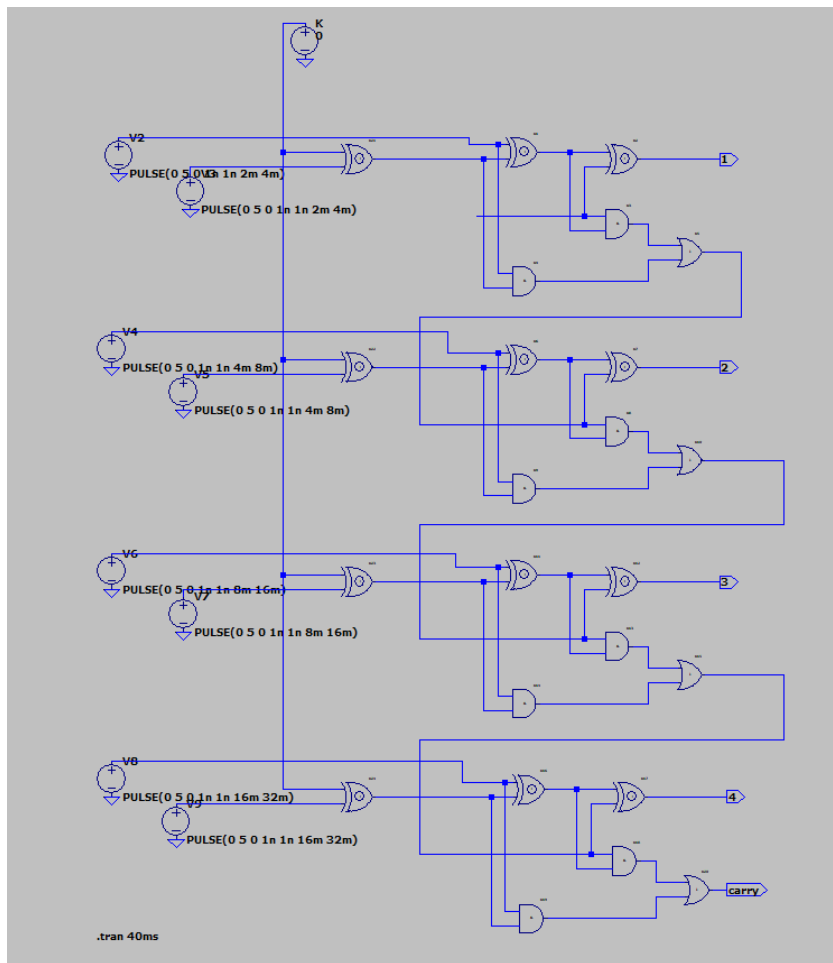 K
0
V2
PULSE(0 5 0 1n 1n 2m 4m)
V3
PULSE(0 5 0 1n 1n 2m 4m)
1
V4
PULSE(0 5 0 1n 1n 4m 8m)
V5
PULSE(0 5 0 1n 1n 4m 8m)
2
V6
PULSE(0 5 0 1n 1n 8m 16m)
V7
PULSE(0 5 0 1n 1n 8m 16m)
3
V8
PULSE(0 5 0 1n 1n 16m 32m)
V9
PULSE(0 5 0 1n 1n 16m 32m)
4
carry
.tran 40ms